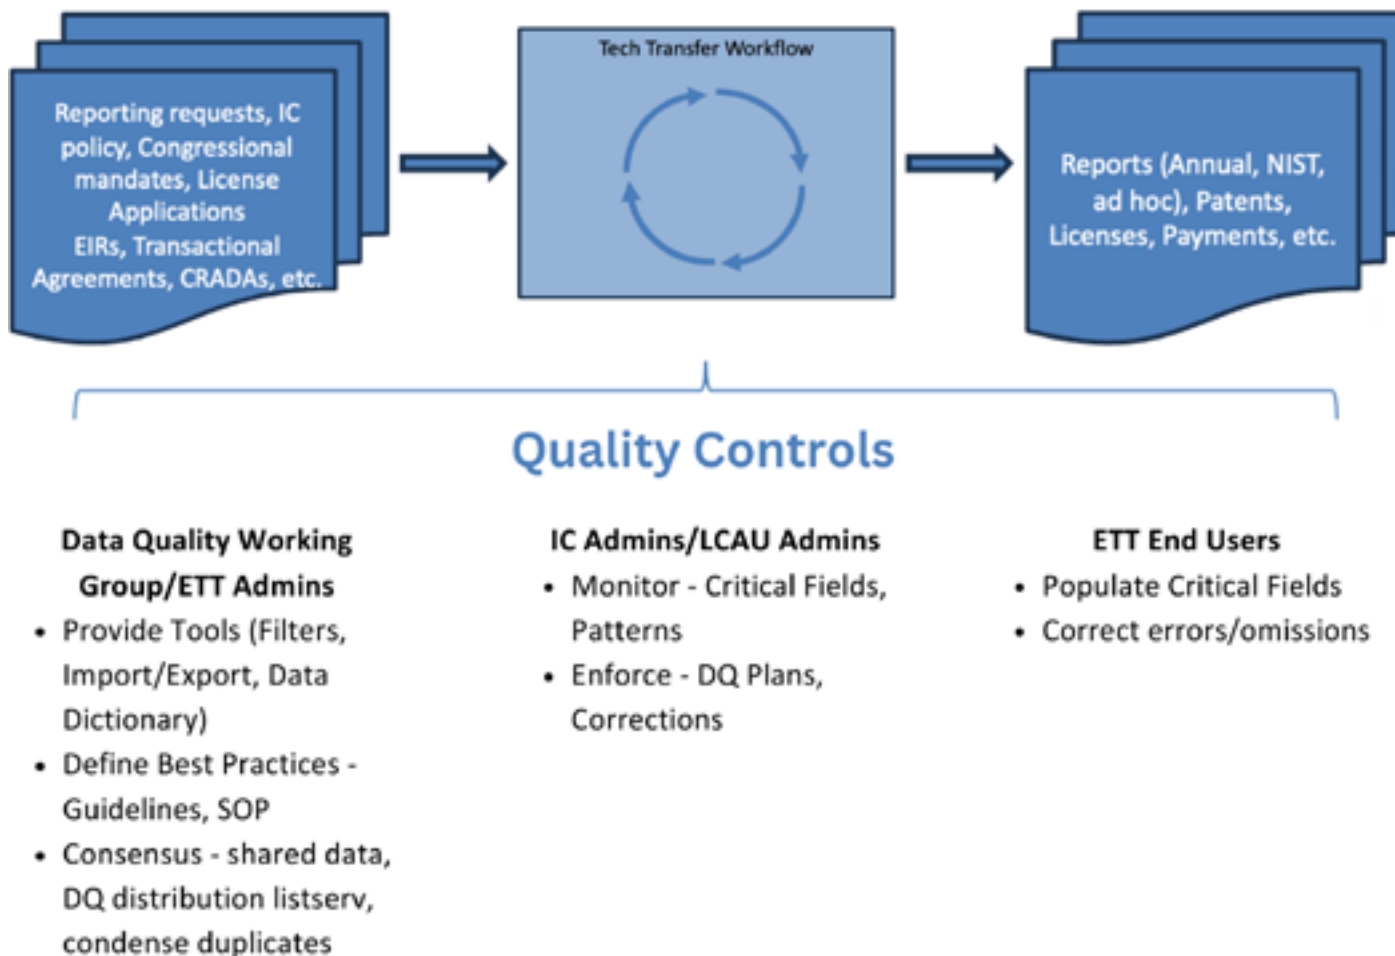 Reporting requests, IC
policy, Congressional
mandates, License
Applications
EIRs, Transactional
Agreements, CRADAs, etc.
Tech Transfer Workflow
Reports (Annual, NIST,
ad hoc), Patents,
Licenses, Payments, etc.
Quality Controls
Data Quality Working
Group/ETT Admins
• Provide Tools (Filters,
Import/Export, Data
Dictionary)
• Define Best Practices -
Guidelines, SOP
• Consensus - shared data,
DQ distribution listserv,
condense duplicates
IC Admins/LCAU Admins
• Monitor - Critical Fields,
Patterns
• Enforce - DQ Plans,
Corrections
ETT End Users
• Populate Critical Fields
• Correct errors/omissions